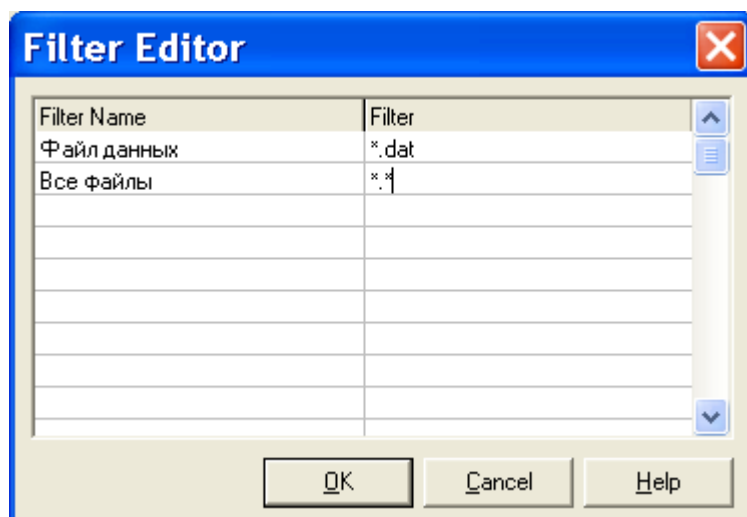 Filter Editor
Filter Name Filter
Файл данных *.dat
Все файлы *.*
OK Cancel Help